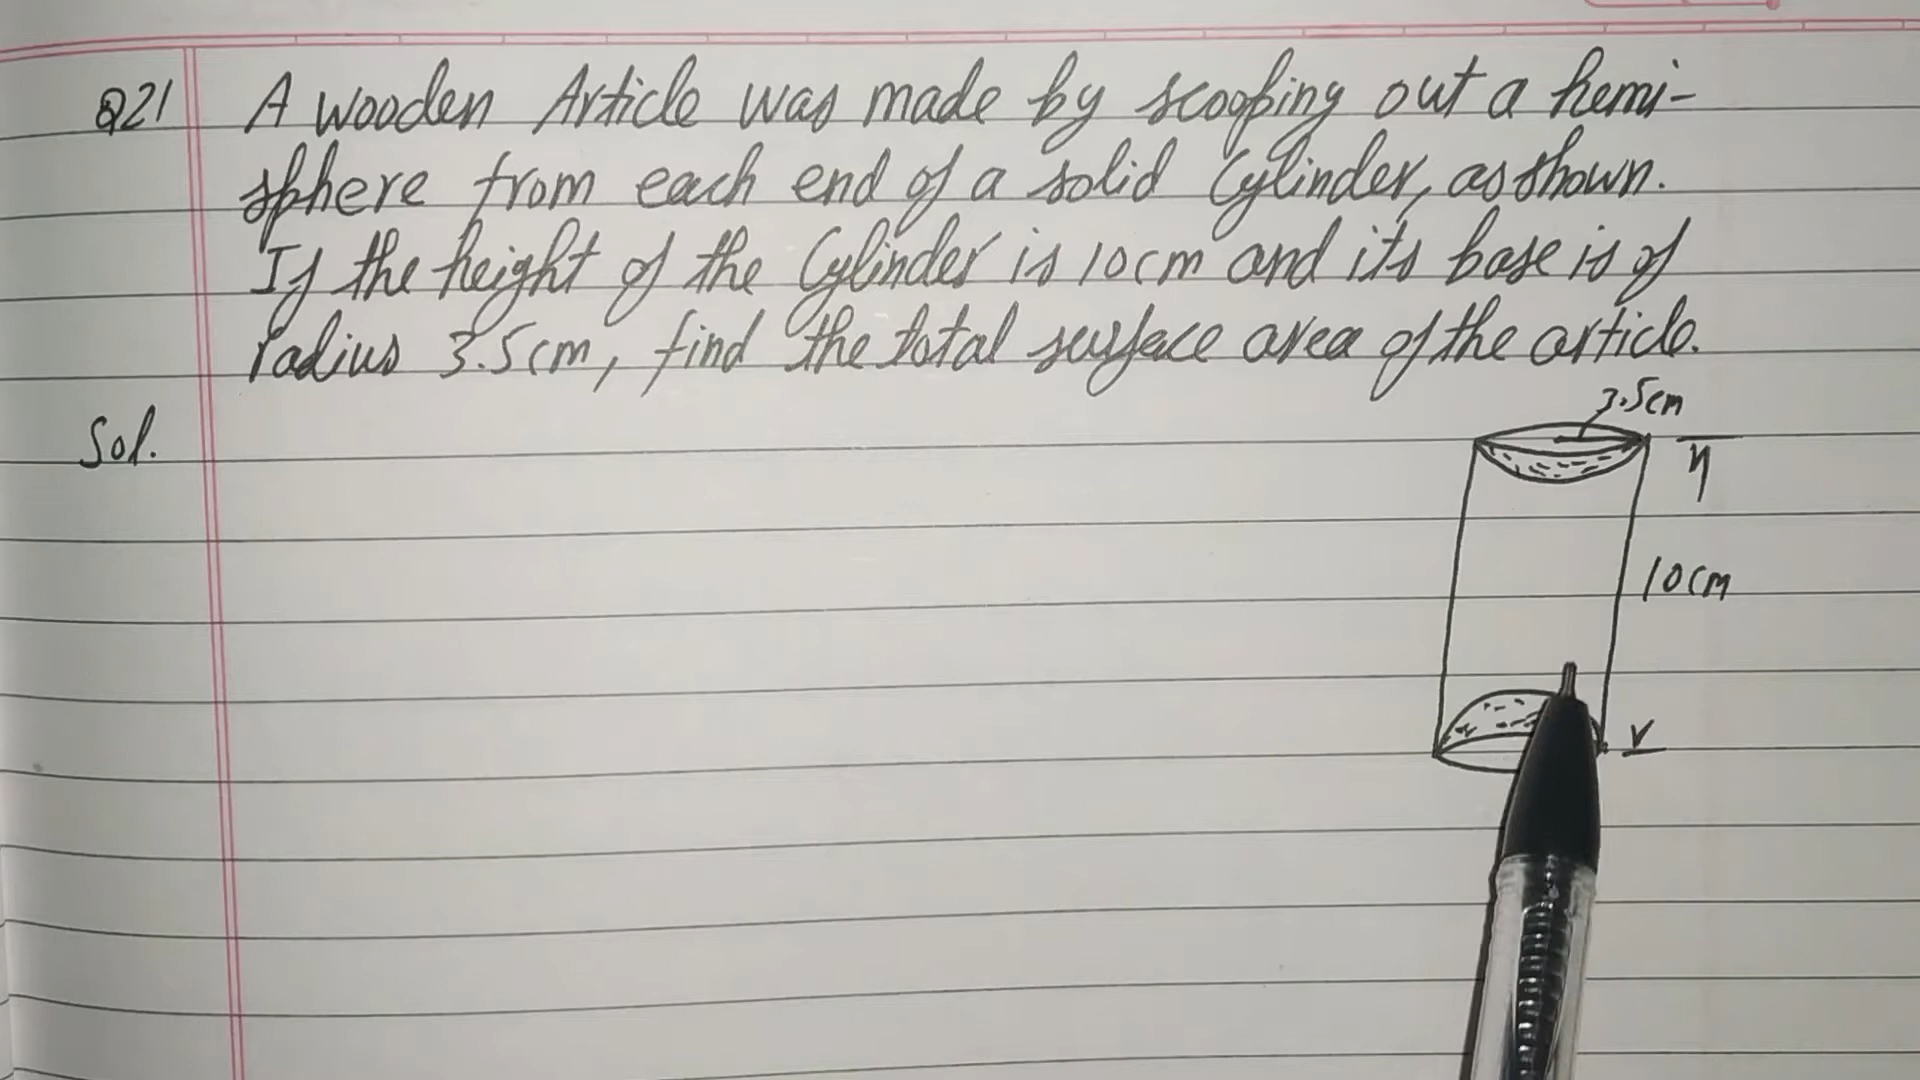 Q21 A wooden Article was made by scooping out a hemi-
sphere from each end of a solid Cylinder, as shown.
If the height of the Cylinder is 10cm and its base is of
radius 3.5cm, find the total surface area of the article.
Sol.
3.5cm
10cm